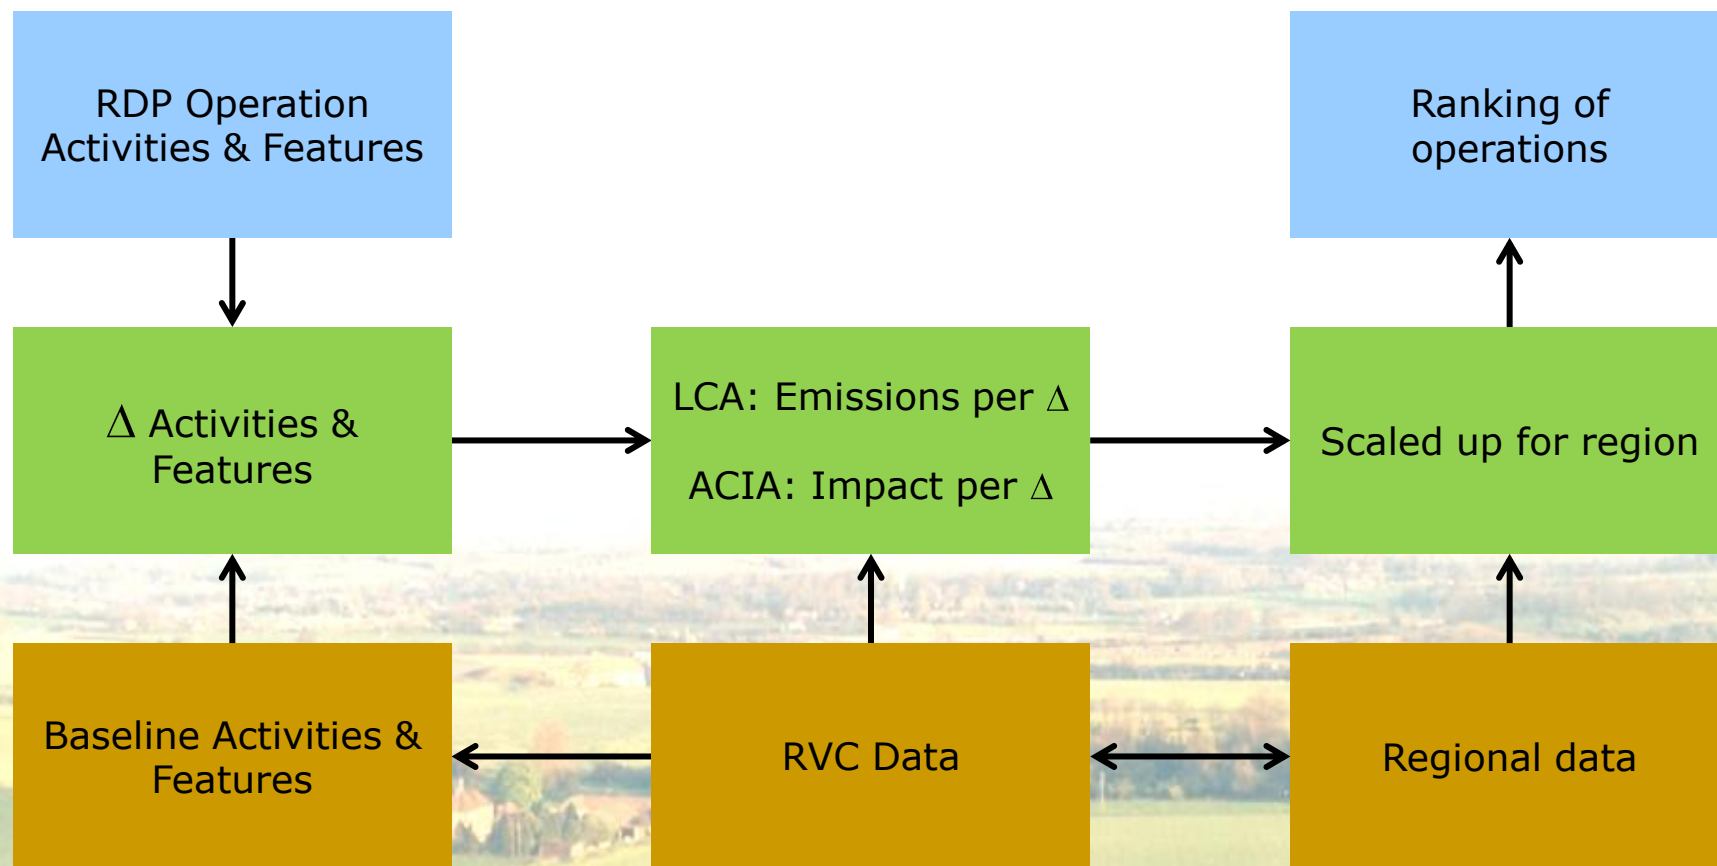 RDP Operation
Activities & Features
Ranking of
operations
Δ Activities &
Features
LCA: Emissions per Δ
ACIA: Impact per Δ
Scaled up for region
Baseline Activities &
Features
RVC Data
Regional data